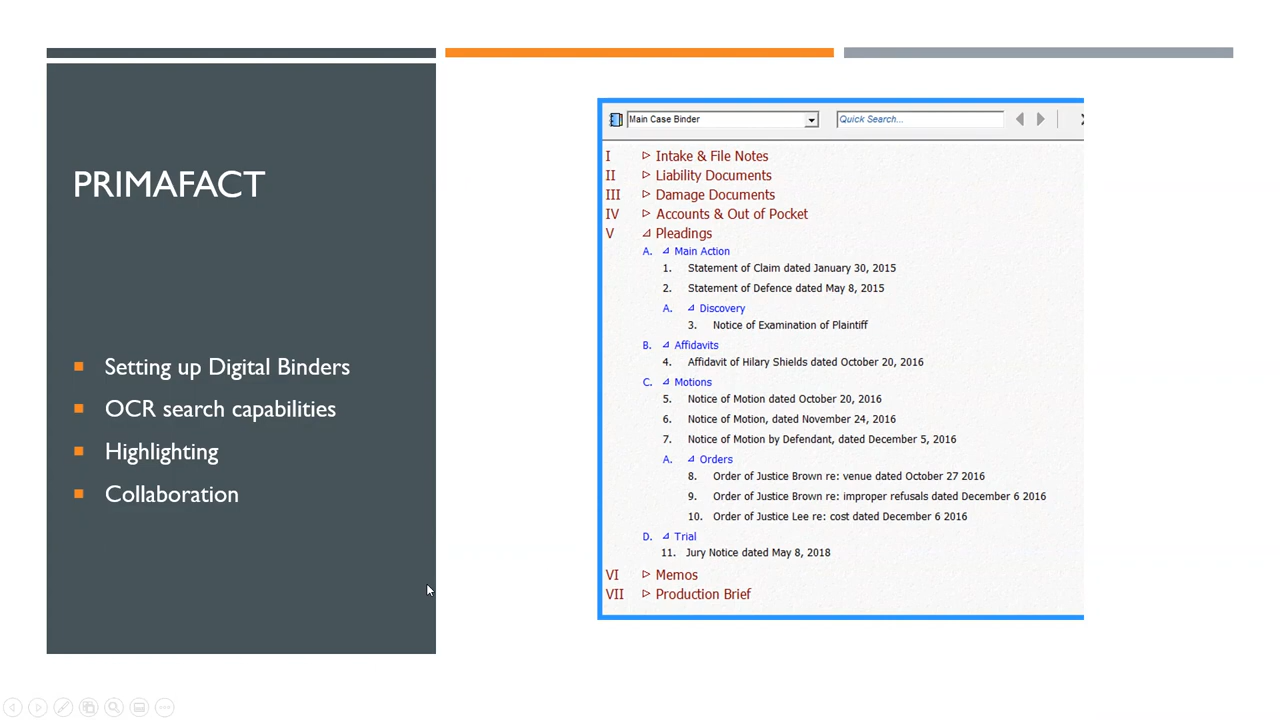 PRIMAFACT
Setting up Digital Binders
OCR search capabilities
Highlighting
Collaboration
Main Case Binder Quick Search...
I Intake & File Notes
II Liability Documents
III Damage Documents
IV Accounts & Out of Pocket
V Pleadings
A. Main Action
1. Statement of Claim dated January 30, 2015
2. Statement of Defence dated May 8, 2015
A. Discovery
3. Notice of Examination of Plaintiff
B. Affidavits
4. Affidavit of Hilary Shields dated October 20, 2016
C. Motions
5. Notice of Motion dated October 20, 2016
6. Notice of Motion, dated November 24, 2016
7. Notice of Motion by Defendant, dated December 5, 2016
A. Orders
8. Order of Justice Brown re: venue dated October 27 2016
9. Order of Justice Brown re: improper refusals dated December 6 2016
10. Order of Justice Lee re: cost dated December 6 2016
D. Trial
11. Jury Notice dated May 8, 2018
VI Memos
VII Production Brief